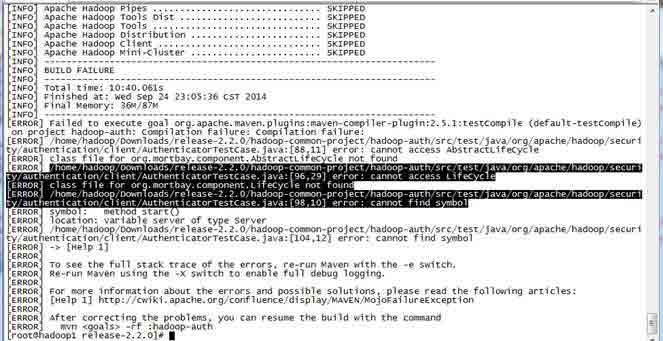 [INFO] Apache Hadoop Pipes ............................... SKIPPED
[INFO] Apache Hadoop Tools Dist .......................... SKIPPED
[INFO] Apache Hadoop Tools ............................... SKIPPED
[INFO] Apache Hadoop Distribution ........................ SKIPPED
[INFO] Apache Hadoop Client .............................. SKIPPED
[INFO] Apache Hadoop Mini-Cluster ........................ SKIPPED
[INFO] ------------------------------------------------------------------------
[INFO] BUILD FAILURE
[INFO] ------------------------------------------------------------------------
[INFO] Total time: 10:40.061s
[INFO] Finished at: Wed Sep 24 23:05:36 CST 2014
[INFO] Final Memory: 36M/87M
[INFO] ------------------------------------------------------------------------
[ERROR] Failed to execute goal org.apache.maven.plugins:maven-compiler-plugin:2.5.1:testCompile (default-testCompile)
 on project hadoop-auth: Compilation failure: Compilation failure:
[ERROR] /home/hadoop/Downloads/release-2.2.0/hadoop-common-project/hadoop-auth/src/test/java/org/apache/hadoop/securi
ty/authentication/client/AuthenticatorTestCase.java:[88,11] error: cannot access AbstractLifeCycle
[ERROR] class file for org.mortbay.component.AbstractLifeCycle not found
[ERROR] /home/hadoop/Downloads/release-2.2.0/hadoop-common-project/hadoop-auth/src/test/java/org/apache/hadoop/securi
ty/authentication/client/AuthenticatorTestCase.java:[96,29] error: cannot access LifeCycle
[ERROR] class file for org.mortbay.component.LifeCycle not found
[ERROR] /home/hadoop/Downloads/release-2.2.0/hadoop-common-project/hadoop-auth/src/test/java/org/apache/hadoop/securi
ty/authentication/client/AuthenticatorTestCase.java:[98,10] error: cannot find symbol
[ERROR] symbol:   method start()
[ERROR] location: variable server of type Server
[ERROR] /home/hadoop/Downloads/release-2.2.0/hadoop-common-project/hadoop-auth/src/test/java/org/apache/hadoop/securi
ty/authentication/client/AuthenticatorTestCase.java:[104,12] error: cannot find symbol
[ERROR] -> [Help 1]
[ERROR]
[ERROR] To see the full stack trace of the errors, re-run Maven with the -e switch.
[ERROR] Re-run Maven using the -X switch to enable full debug logging.
[ERROR]
[ERROR] For more information about the errors and possible solutions, please read the following articles:
[ERROR] [Help 1] http://cwiki.apache.org/confluence/display/MAVEN/MojoFailureException
[ERROR]
[ERROR] After correcting the problems, you can resume the build with the command
[ERROR]   mvn <goals> -rf :hadoop-auth
[root@hadoop1 release-2.2.0]#